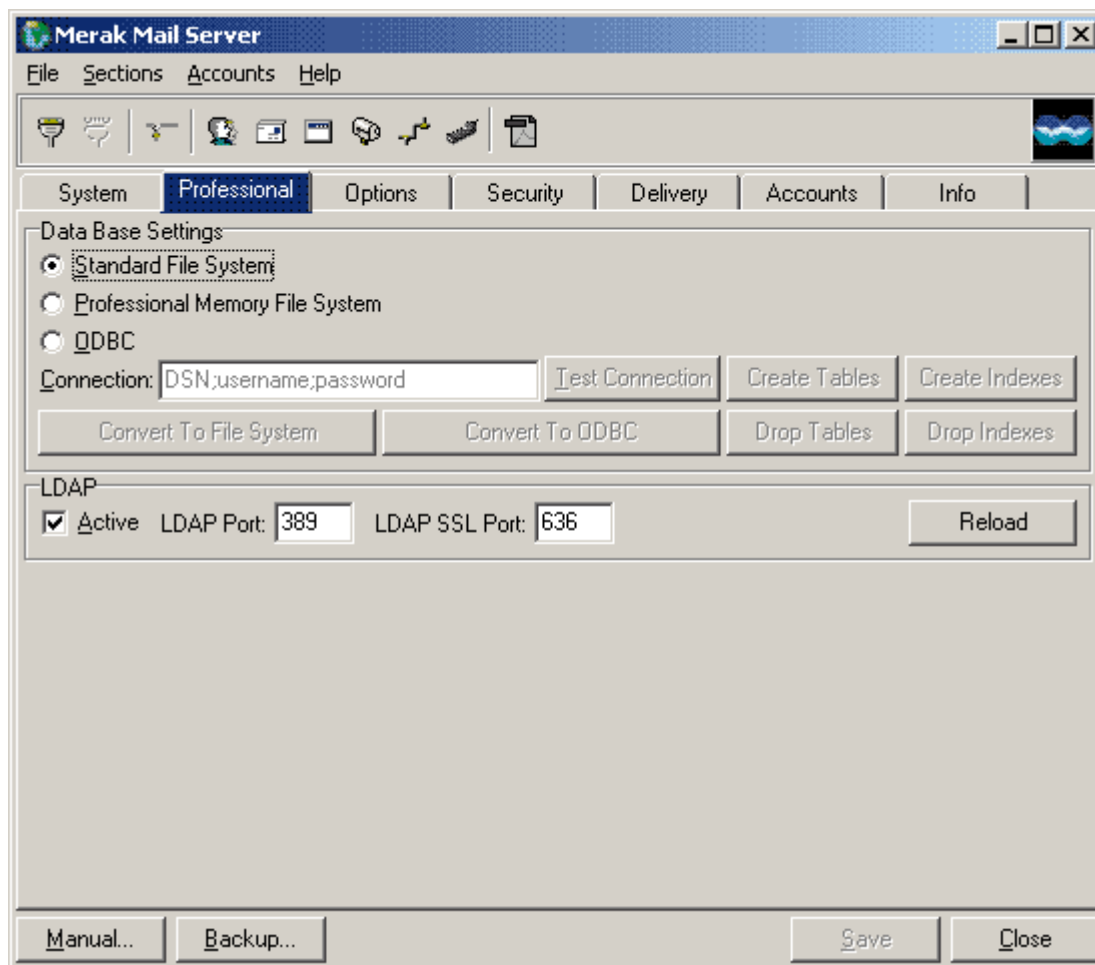 Merak Mail Server
File Sections Accounts Help
System Professional Options Security Delivery Accounts Info
Data Base Settings
Standard File System
Professional Memory File System
ODBC
Connection: DSN;username;password Test Connection Create Tables Create Indexes
Convert To File System Convert To ODBC Drop Tables Drop Indexes
LDAP
Active LDAP Port: 389 LDAP SSL Port: 636 Reload
Manual... Backup... Save Close